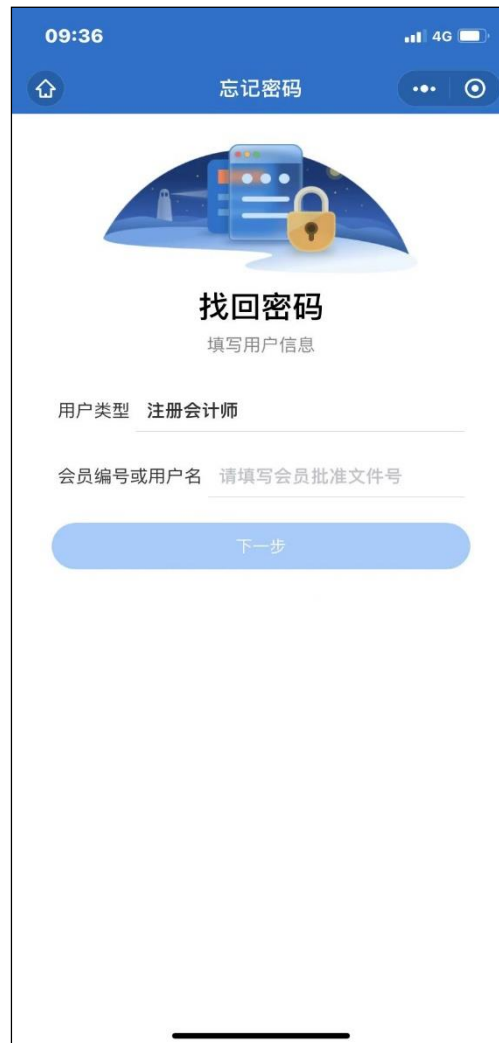 09:36
4G
忘记密码
找回密码
填写用户信息
用户类型 注册会计师
会员编号或用户名 请填写会员批准文件号
下一步